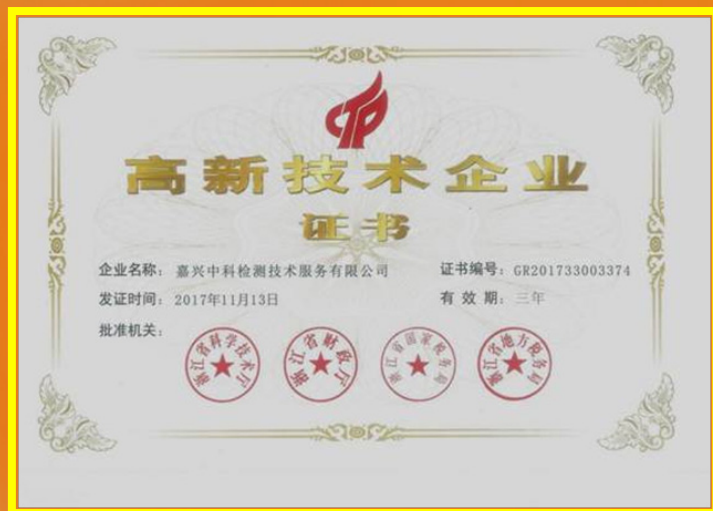 高新技术企业
证书
企业名称：嘉兴中科检测技术服务有限公司 证书编号：GR201733003374
发证时间：2017年11月13日 有效期：三年
批准机关：
浙江省科学技术厅 浙江省财政厅 浙江省国家税务局 浙江省地方税务局